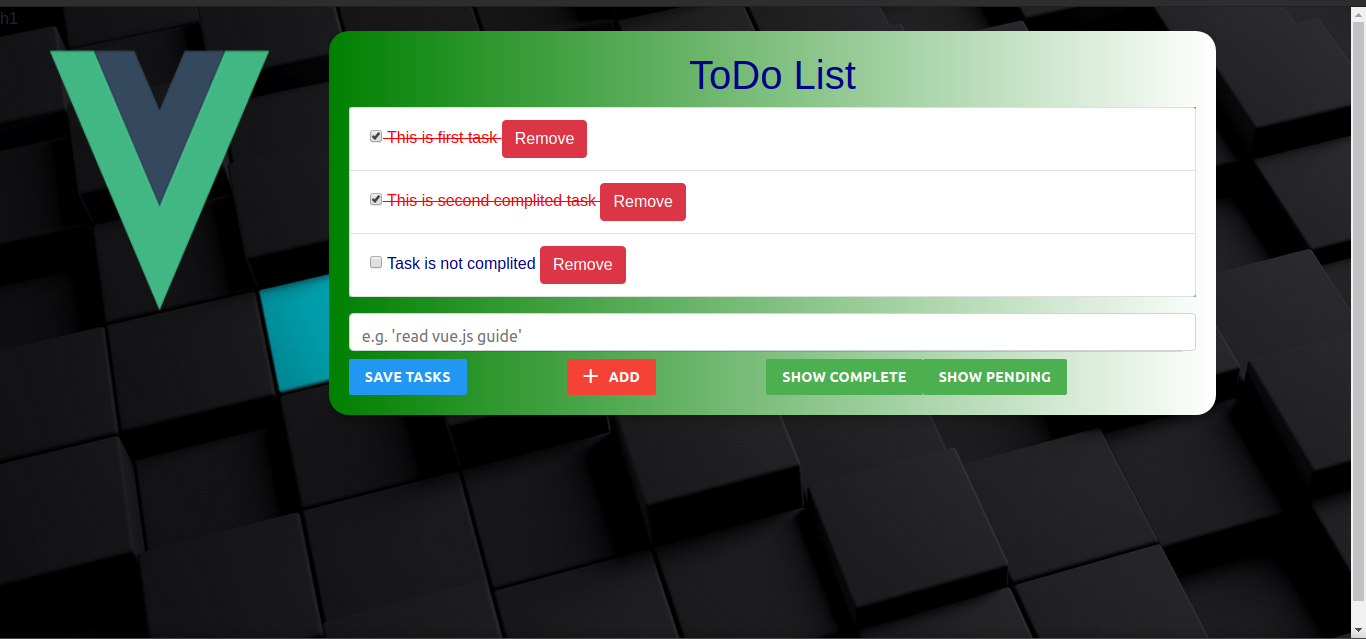 h1
ToDo List
This is first task Remove
This is second complited task Remove
Task is not complited Remove
e.g. 'read vue.js guide'
SAVE TASKS + ADD SHOW COMPLETE SHOW PENDING